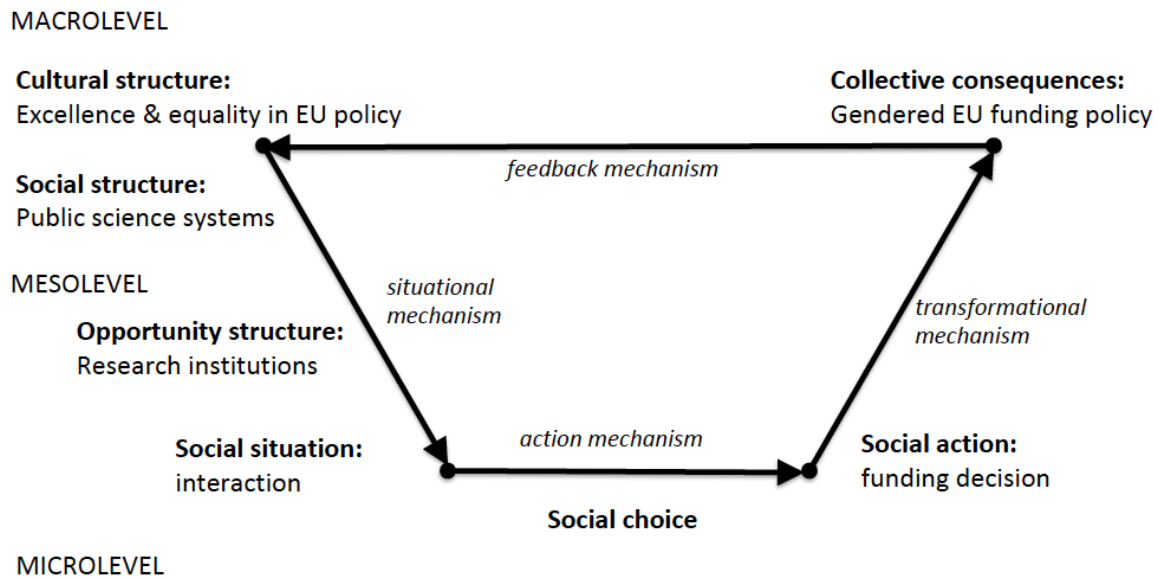 MACROLEVEL
Cultural structure:
Excellence & equality in EU policy
Collective consequences:
Gendered EU funding policy
feedback mechanism
Social structure:
Public science systems
MESOLEVEL
situational
mechanism
transformational
mechanism
Opportunity structure:
Research institutions
Social situation:
interaction
action mechanism
Social action:
funding decision
Social choice
MICROLEVEL